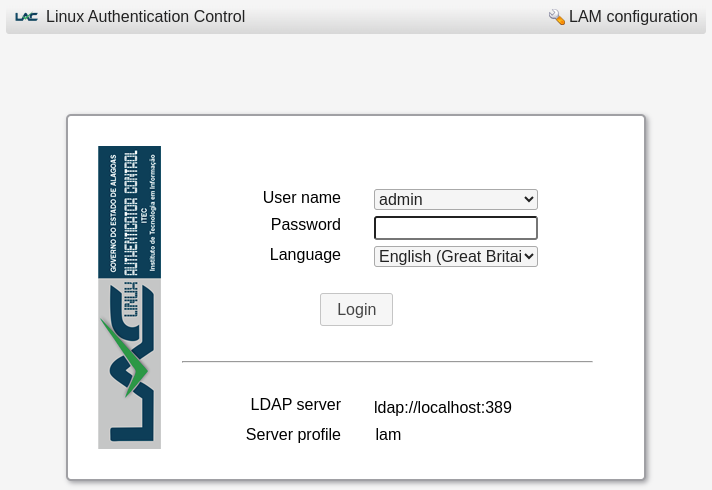 LAC Linux Authentication Control
LAM configuration
GOVERNO DO ESTADO DE ALAGOAS
LINUX AUTHENTICATOR CONTROL
ITEC
Instituto de Tecnologia em Informação
LAC
User name admin
Password
Language English (Great Britai
Login
LDAP server ldap://localhost:389
Server profile lam